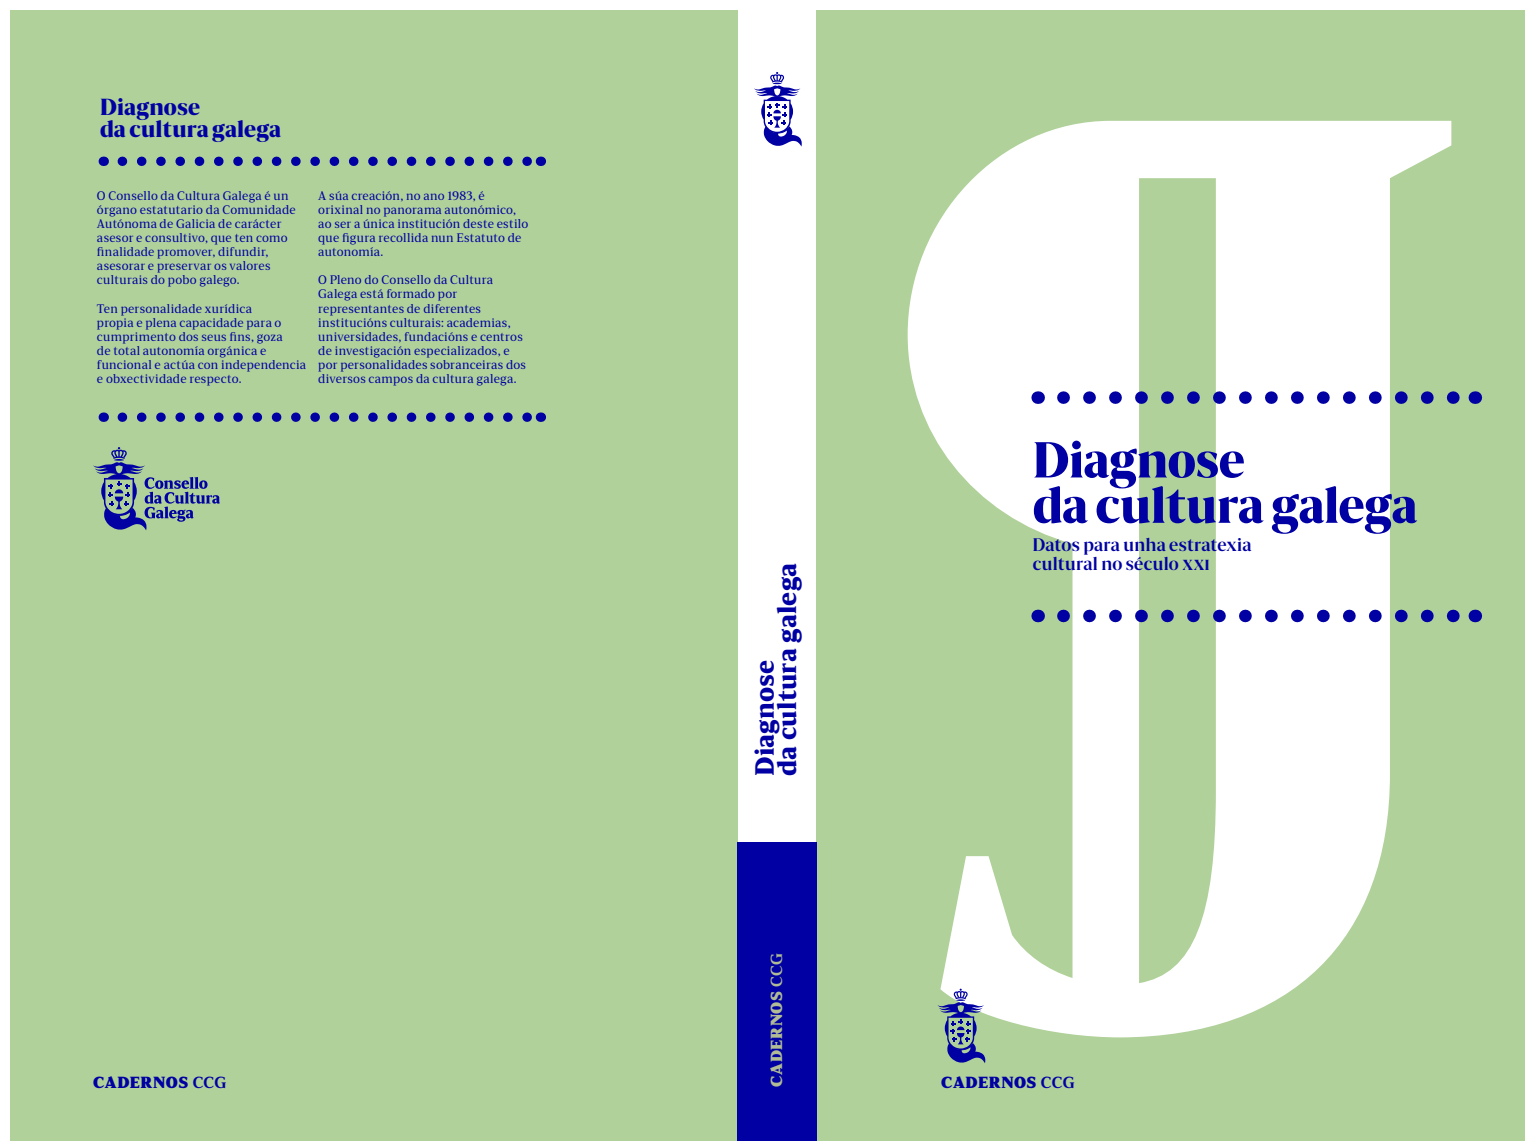 Diagnose
da cultura galega
O Consello da Cultura Galega é un
órgano estatutario da Comunidade
Autónoma de Galicia de carácter
asesor e consultivo, que ten como
finalidade promover, difundir,
asesorar e preservar os valores
culturais do pobo galego.
Ten personalidade xurídica
propia e plena capacidade para o
cumprimento dos seus fins, goza
de total autonomía orgánica e
funcional e actúa con independencia
e obxectividade respecto.
A súa creación, no ano 1983, é
orixinal no panorama autonómico,
ao ser a única institución deste estilo
que figura recollida nun Estatuto de
autonomía.
O Pleno do Consello da Cultura
Galega está formado por
representantes de diferentes
institucións culturais: academias,
universidades, fundacións e centros
de investigación especializados, e
por personalidades sobranceiras dos
diversos campos da cultura galega.
Consello
da Cultura
Galega
CADERNOS CCG
Diagnose
da cultura galega
CADERNOS CCG
¶
Diagnose
da cultura galega
Datos para unha estratexia
cultural no século XXI
CADERNOS CCG